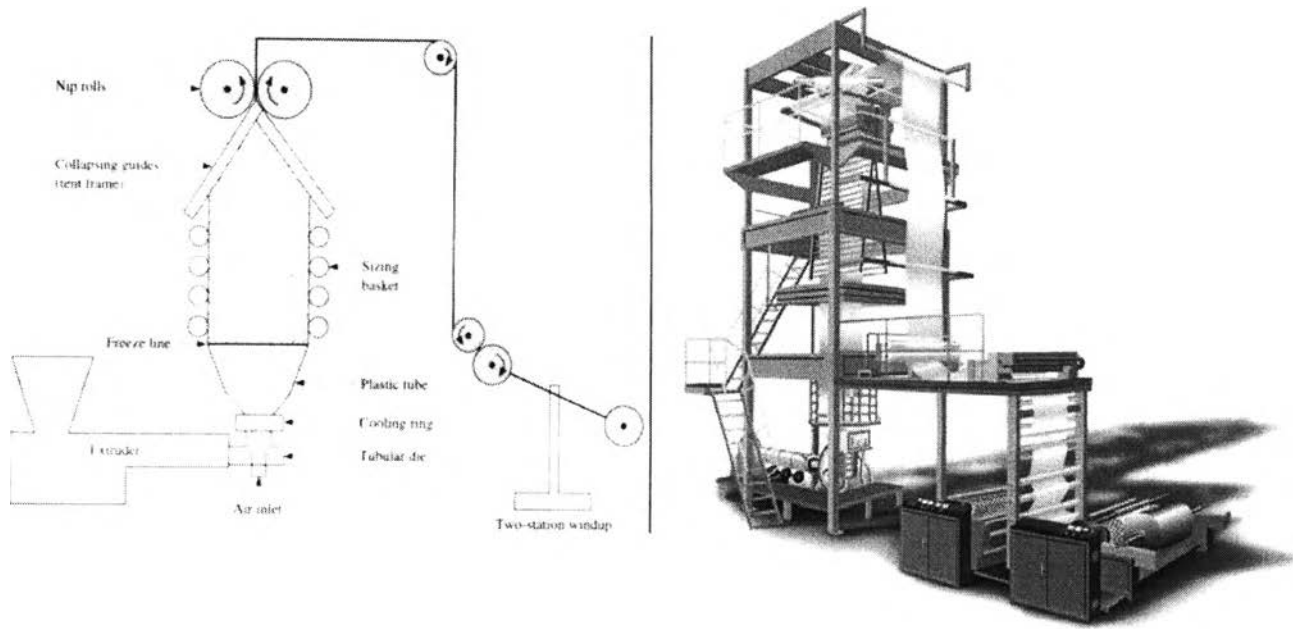 Nip rolls
Collapsing guides
(tent frame)
Sizing
basket
Freeze line
Plastic tube
Cooling ring
Extruder
Tubular die
Air inlet
Two-station windup